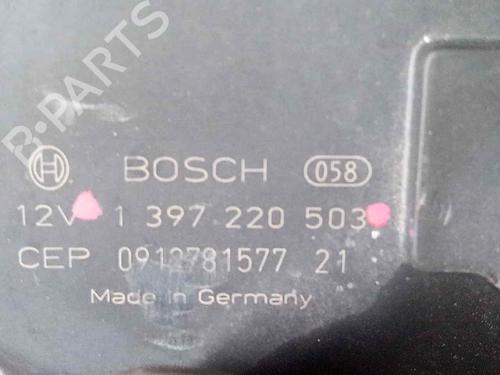 B-PARTS
BOSCH 058
12V 1 397 220 503
CEP 0912781577 21
Made in Germany